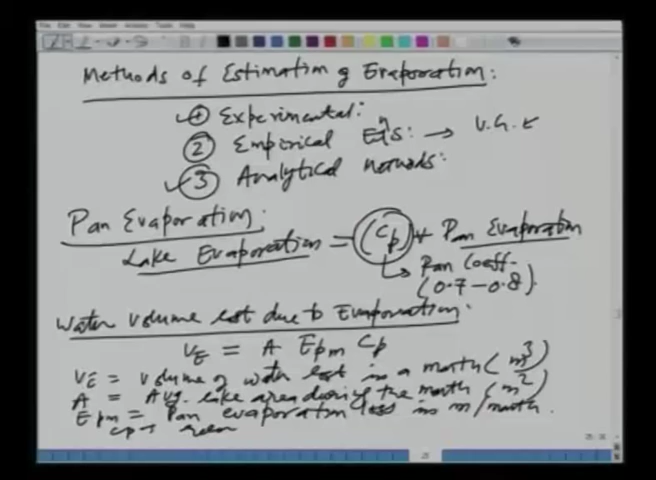 Methods of Estimating Evaporation:
① Experimental:
② Empirical Eqns: →
③ Analytical Methods:
Pan Evaporation:
Lake Evaporation = (Cp) * Pan Evaporation
Pan Coeff.
(0.7 - 0.8)
Water volume lost due to Evaporation:
VE = A Epm Cp
VE = Volume of water lost in a month (m³)
A = Avg. lake area during the month (m²)
Epm = Pan evaporation loss in m/month.
Cp →